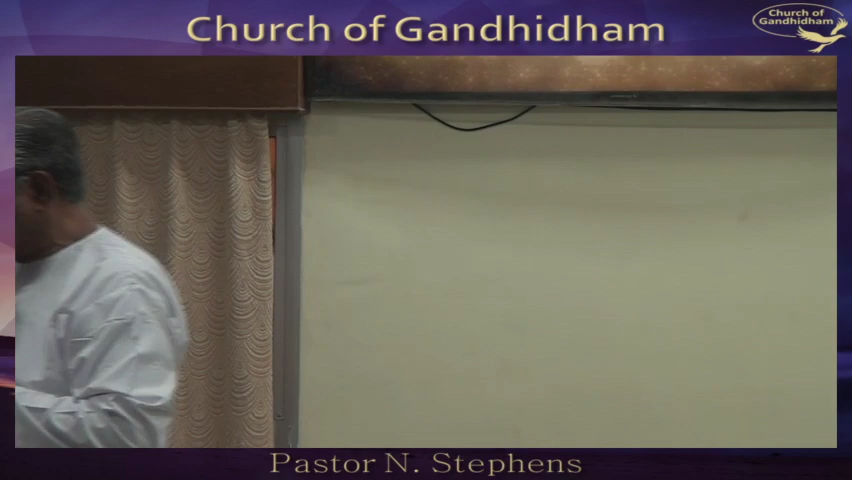 Church of Gandhidham
Church of
Gandhidham
Pastor N. Stephens